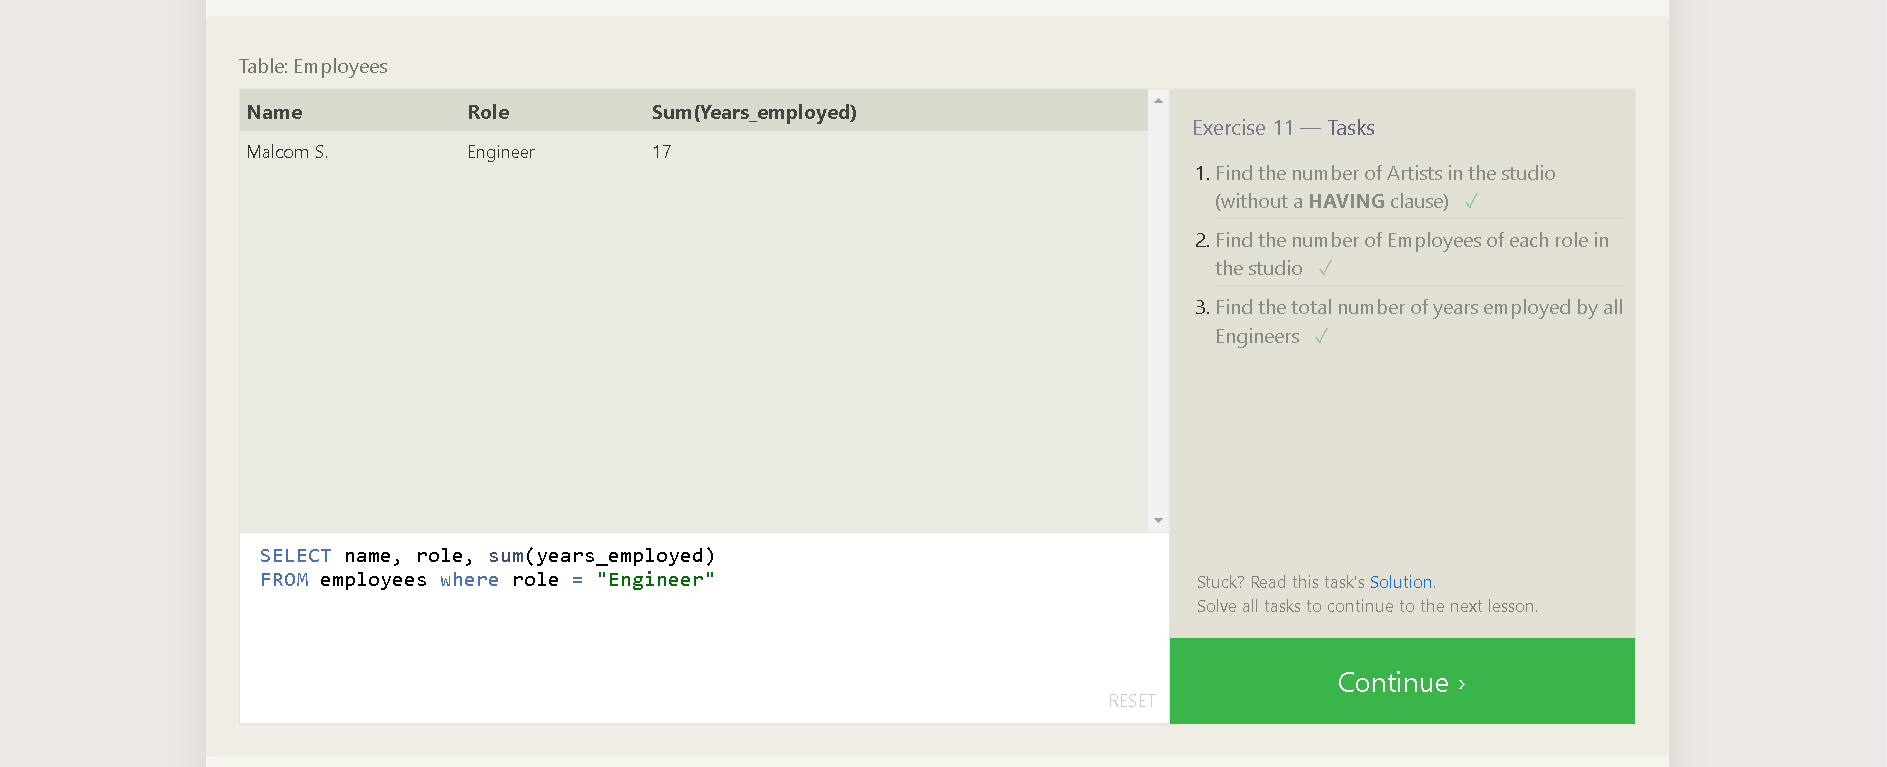 Table: Employees
Name Role Sum(Years_employed)
Malcom S. Engineer 17
SELECT name, role, sum(years_employed)
FROM employees where role = "Engineer"
RESET
Exercise 11 — Tasks
1. Find the number of Artists in the studio
(without a HAVING clause) ✓
2. Find the number of Employees of each role in
the studio ✓
3. Find the total number of years employed by all
Engineers ✓
Stuck? Read this task's Solution.
Solve all tasks to continue to the next lesson.
Continue ›